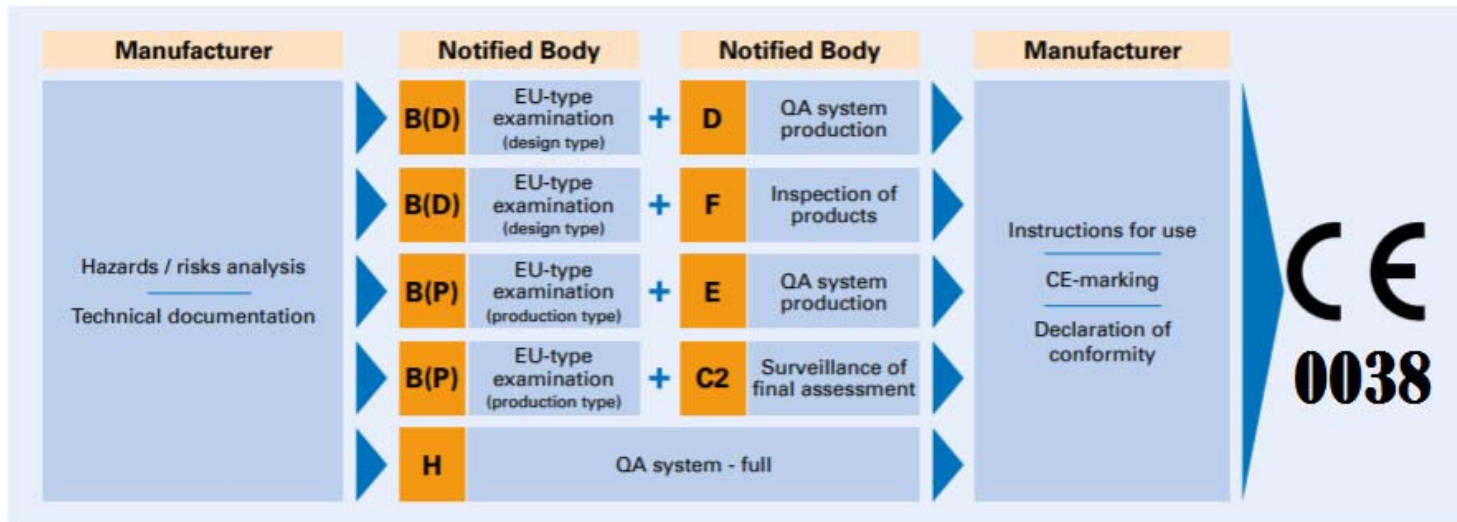 Manufacturer
Notified Body
Notified Body
Manufacturer
Hazards / risks analysis
Technical documentation
B(D)
EU-type
examination
(design type)
+
D
QA system
production
B(D)
EU-type
examination
(design type)
+
F
Inspection of
products
B(P)
EU-type
examination
(production type)
+
E
QA system
production
B(P)
EU-type
examination
(production type)
+
C2
Surveillance of
final assessment
H
QA system - full
Instructions for use
CE-marking
Declaration of
conformity
CE
0038